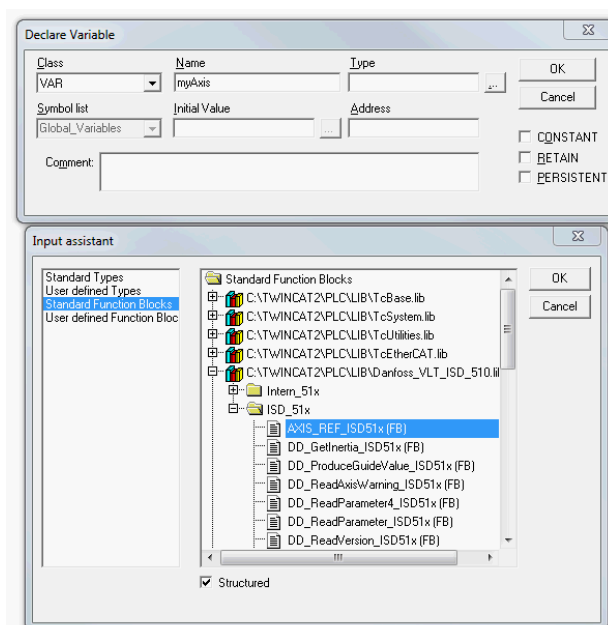 Declare Variable
Class Name Type
VAR myAxis ... OK
Symbol list Initial Value Address Cancel
Global_Variables ...
CONSTANT
Comment: RETAIN
PERSISTENT
Input assistant
Standard Types
User defined Types
Standard Function Blocks
User defined Function Bloc
Standard Function Blocks
C:\TWINCAT2\PLC\LIB\TcBase.lib
C:\TWINCAT2\PLC\LIB\TcSystem.lib
C:\TWINCAT2\PLC\LIB\TcUtilities.lib
C:\TWINCAT2\PLC\LIB\TcEtherCAT.lib
C:\TWINCAT2\PLC\LIB\Danfoss_VLT_ISD_510.lil
Intern_51x
ISD_51x
AXIS_REF_ISD51x (FB)
DD_GetInertia_ISD51x (FB)
DD_ProduceGuideValue_ISD51x (FB)
DD_ReadAxisWarning_ISD51x (FB)
DD_ReadParameter4_ISD51x (FB)
DD_ReadParameter_ISD51x (FB)
DD_ReadVersion_ISD51x (FB)
OK
Cancel
Structured